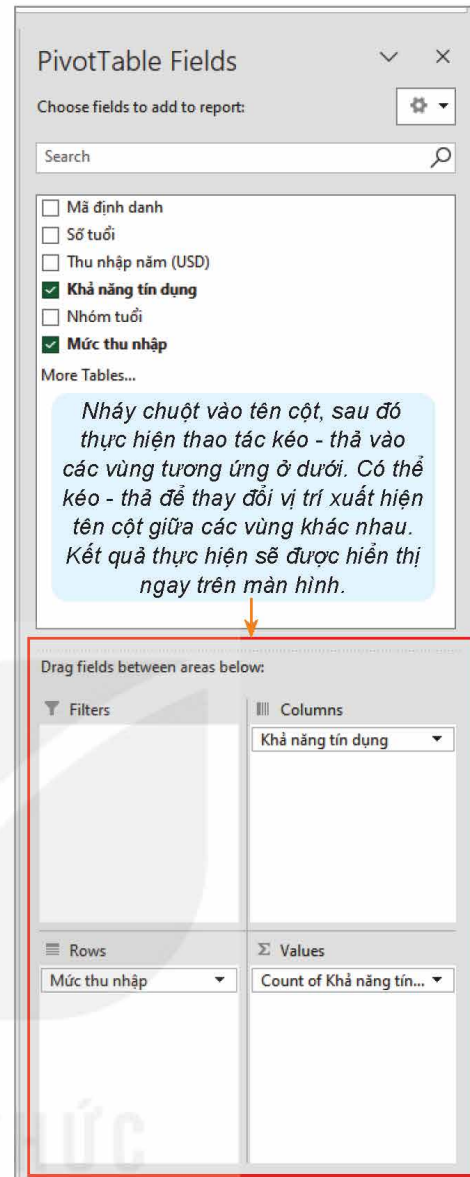 PivotTable Fields
Choose fields to add to report:
Search
Mã định danh
Số tuổi
Thu nhập năm (USD)
Khả năng tín dụng
Nhóm tuổi
Mức thu nhập
More Tables...
Nháy chuột vào tên cột, sau đó
thực hiện thao tác kéo - thả vào
các vùng tương ứng ở dưới. Có thể
kéo - thả để thay đổi vị trí xuất hiện
tên cột giữa các vùng khác nhau.
Kết quả thực hiện sẽ được hiển thị
ngay trên màn hình.
Drag fields between areas below:
Filters
Columns
Khả năng tín dụng
Rows
Σ Values
Mức thu nhập
Count of Khả năng tín...
HỨC